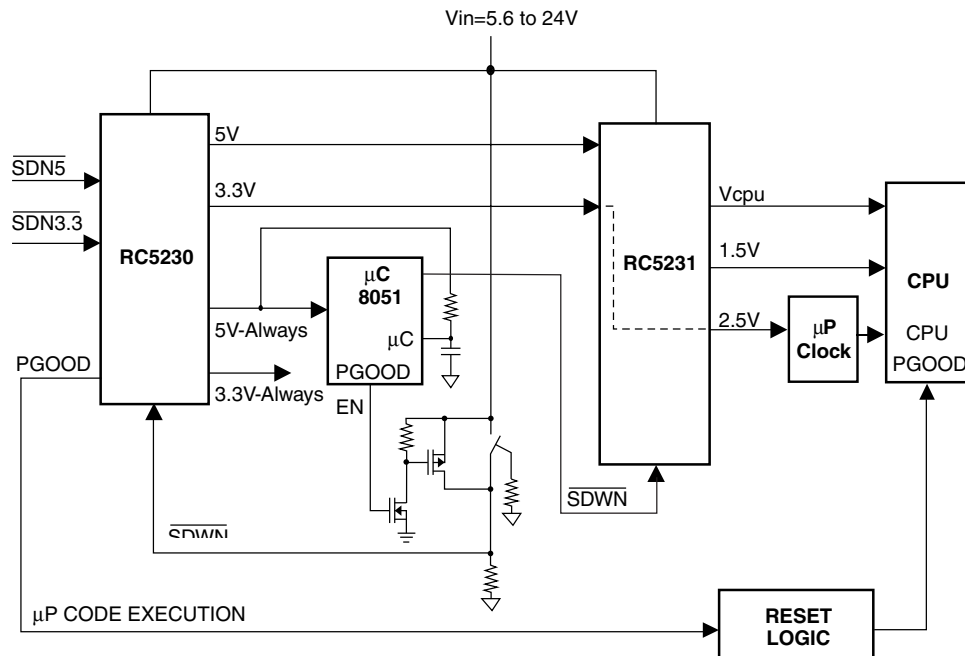 Vin=5.6 to 24V
5V
SDN5
3.3V
SDN3.3
RC5230
RC5231
Vcpu
1.5V
2.5V
CPU
μC
8051
5V-Always
μC
μP
Clock
CPU
PGOOD
PGOOD
PGOOD
3.3V-Always
EN
SDWN
SDWN
μP CODE EXECUTION
RESET
LOGIC